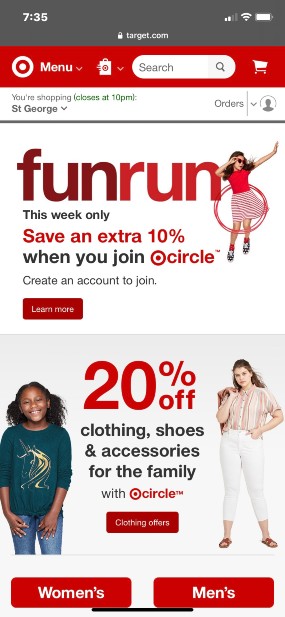 7:35
target.com
Menu
Search
You're shopping (closes at 10pm):
St George
Orders
funrun
This week only
Save an extra 10%
when you join circle™
Create an account to join.
Learn more
20% off
clothing, shoes
& accessories
for the family
with circle™
Clothing offers
Women's
Men's